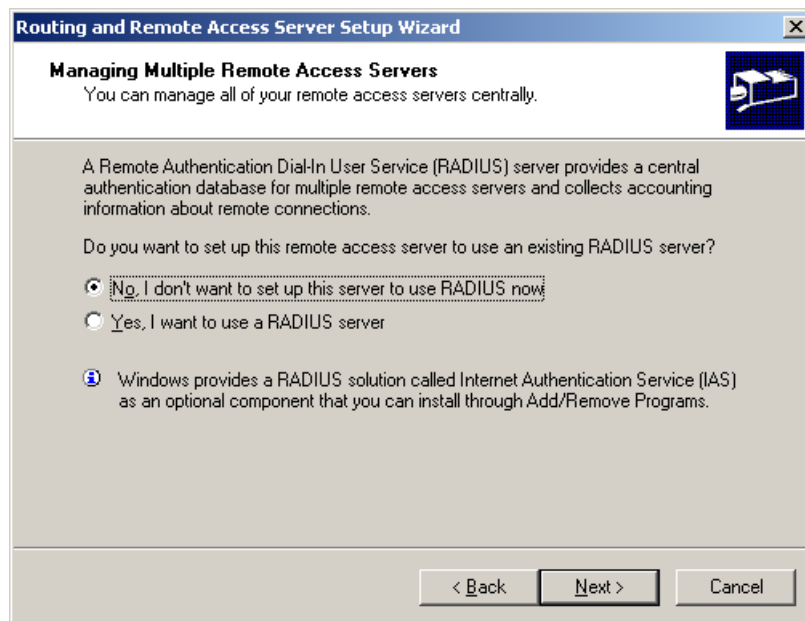 Routing and Remote Access Server Setup Wizard
Managing Multiple Remote Access Servers
You can manage all of your remote access servers centrally.
A Remote Authentication Dial-In User Service (RADIUS) server provides a central
authentication database for multiple remote access servers and collects accounting
information about remote connections.
Do you want to set up this remote access server to use an existing RADIUS server?
No, I don't want to set up this server to use RADIUS now
Yes, I want to use a RADIUS server
Windows provides a RADIUS solution called Internet Authentication Service (IAS)
as an optional component that you can install through Add/Remove Programs.
< Back Next > Cancel